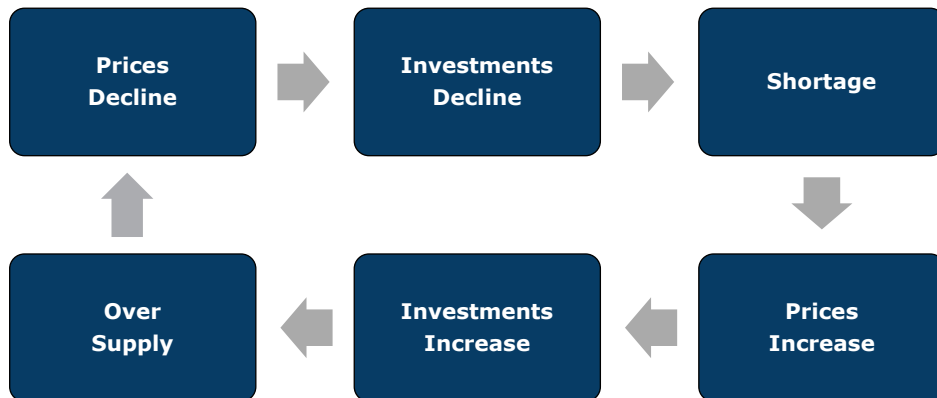 Prices
Decline
Investments
Decline
Shortage
Prices
Increase
Investments
Increase
Over
Supply